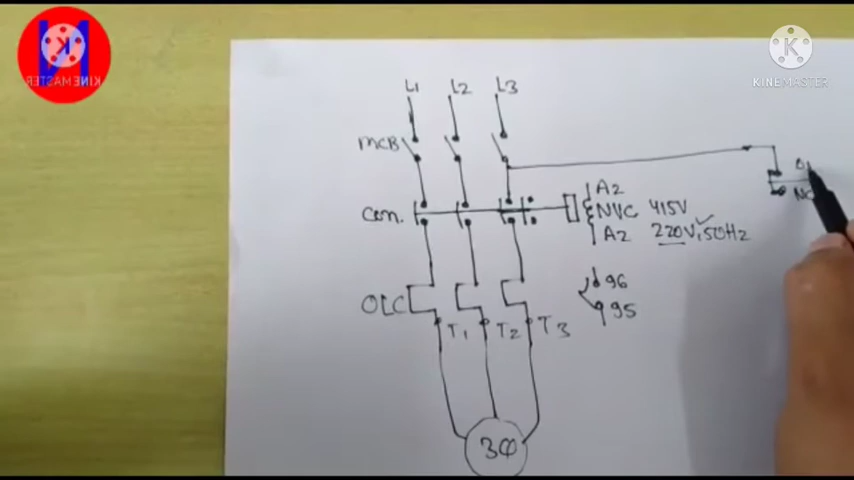 KINEMASTER
KINEMASTER
L1 L2 L3
MCB
Con.
A2
NVC 415V
A2 220V, 50Hz
OLC
96
95
T1 T2 T3
3Φ
NC